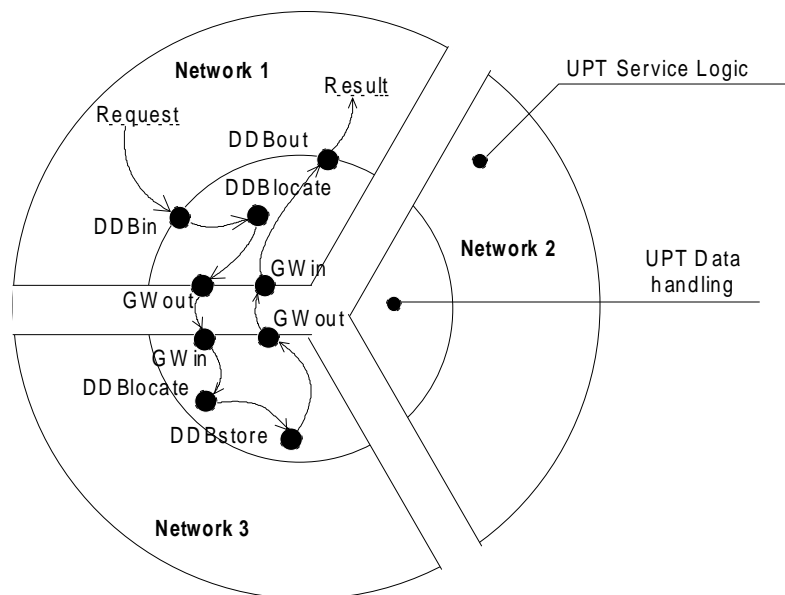 Network 1
UPT Service Logic
Result
Request
DDBout
DDBlocate
DDBin
Network 2
UPT Data
handling
GWin
GWout
GWout
GWin
DDBlocate
DDBstore
Network 3